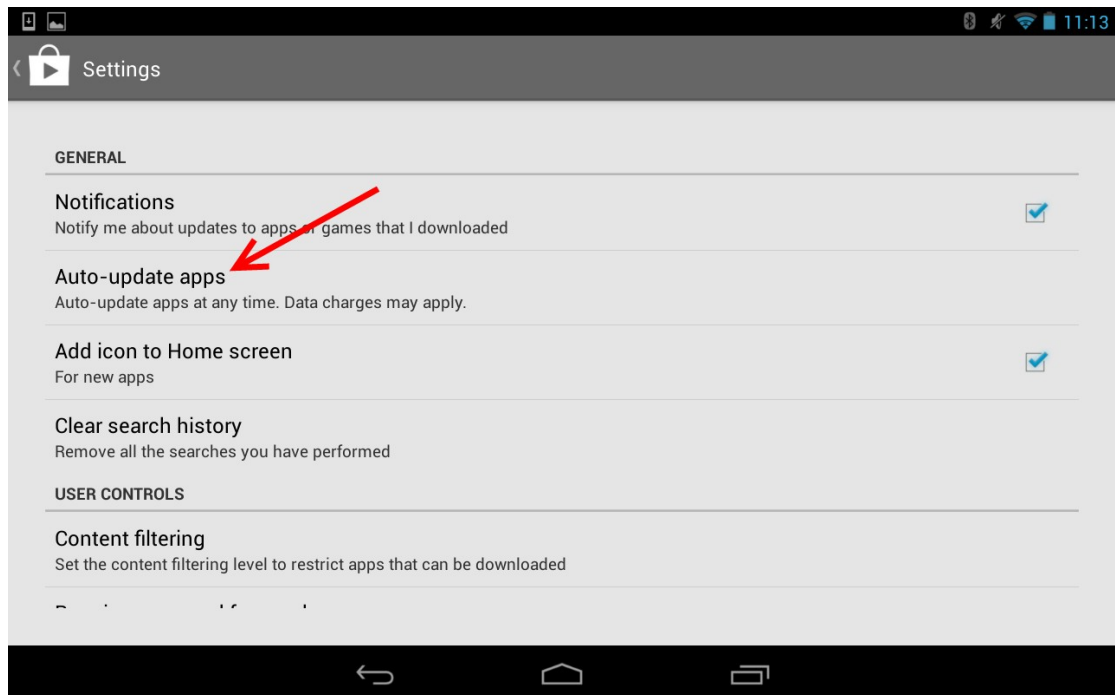 11:13
Settings
GENERAL
Notifications
Notify me about updates to apps or games that I downloaded
Auto-update apps
Auto-update apps at any time. Data charges may apply.
Add icon to Home screen
For new apps
Clear search history
Remove all the searches you have performed
USER CONTROLS
Content filtering
Set the content filtering level to restrict apps that can be downloaded